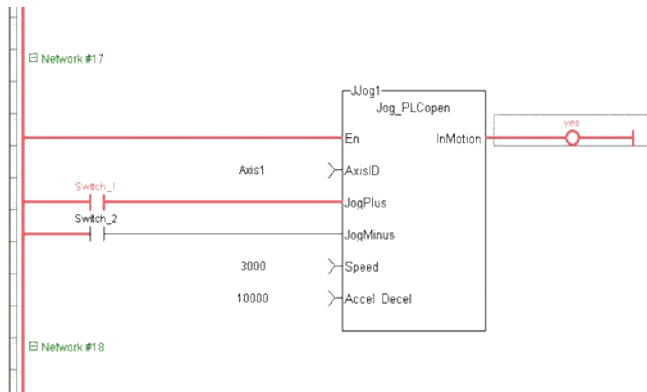 Network #17
JJog1
Jog_PLCopen
yes
En InMotion
Axis1 AxisID
Switch_1
JogPlus
Switch_2
JogMinus
3000 Speed
10000 Accel_Decel
Network #18